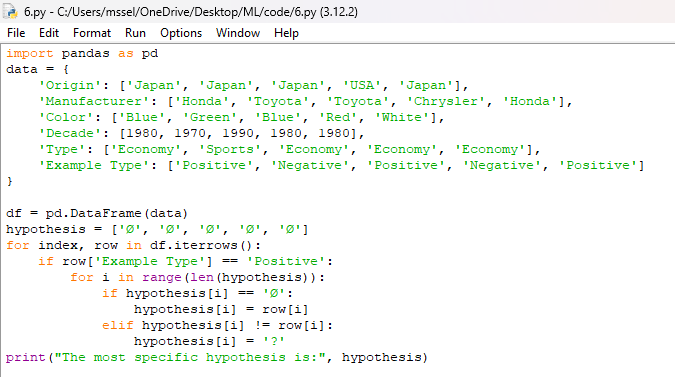 6.py - C:/Users/mssel/OneDrive/Desktop/ML/code/6.py (3.12.2)
File Edit Format Run Options Window Help
import pandas as pd
data = {
    'Origin': ['Japan', 'Japan', 'Japan', 'USA', 'Japan'],
    'Manufacturer': ['Honda', 'Toyota', 'Toyota', 'Chrysler', 'Honda'],
    'Color': ['Blue', 'Green', 'Blue', 'Red', 'White'],
    'Decade': [1980, 1970, 1990, 1980, 1980],
    'Type': ['Economy', 'Sports', 'Economy', 'Economy', 'Economy'],
    'Example Type': ['Positive', 'Negative', 'Positive', 'Negative', 'Positive']
}

df = pd.DataFrame(data)
hypothesis = ['Ø', 'Ø', 'Ø', 'Ø', 'Ø']
for index, row in df.iterrows():
    if row['Example Type'] == 'Positive':
        for i in range(len(hypothesis)):
            if hypothesis[i] == 'Ø':
                hypothesis[i] = row[i]
            elif hypothesis[i] != row[i]:
                hypothesis[i] = '?'
print("The most specific hypothesis is:", hypothesis)